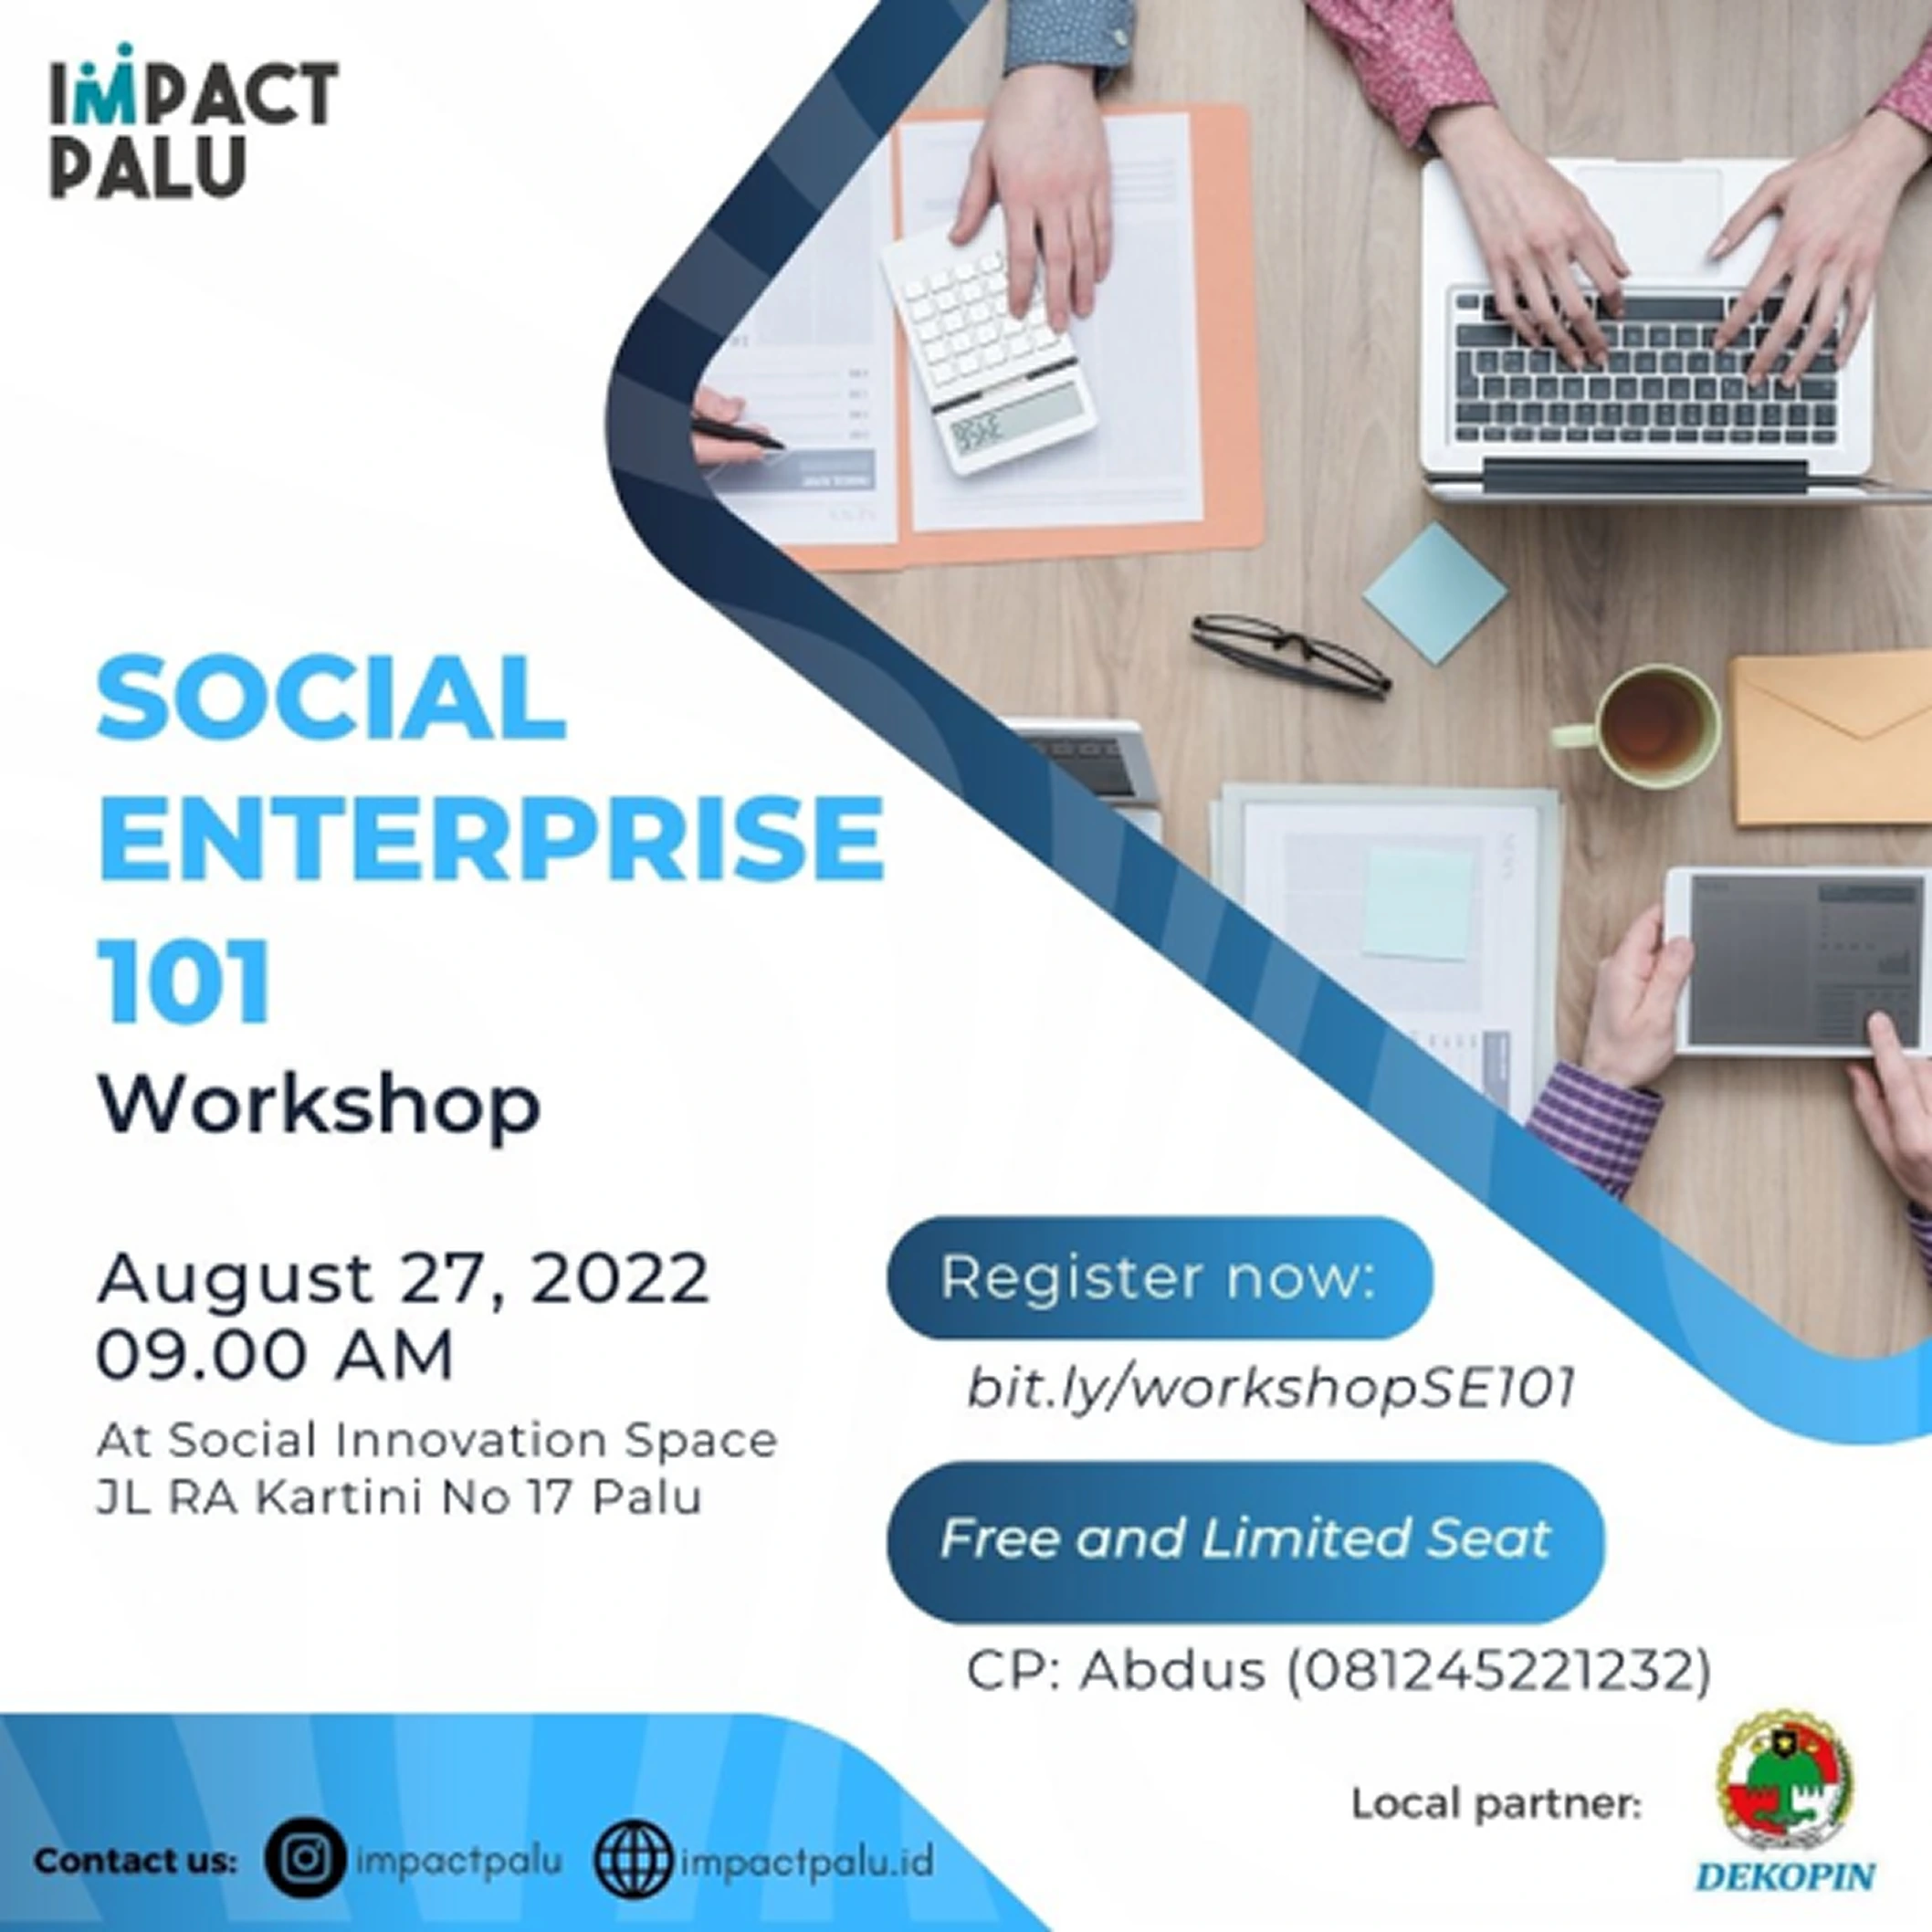 IMPACT
PALU
SOCIAL
ENTERPRISE
101
Workshop
August 27, 2022
09.00 AM
At Social Innovation Space
JL RA Kartini No 17 Palu
Register now:
bit.ly/workshopSE101
Free and Limited Seat
CP: Abdus (081245221232)
Local partner:
DEKOPIN
Contact us:
impactpalu
impactpalu.id